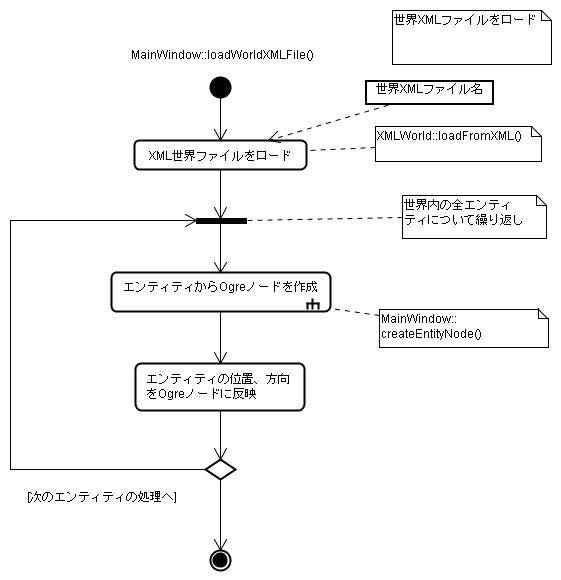 世界XMLファイルをロード
MainWindow::loadWorldXMLFile()
世界XMLファイル名
XML世界ファイルをロード
XMLWorld::loadFromXML()
世界内の全エンティ
ティについて繰り返し
エンティティからOgreノードを作成
MainWindow::
createEntityNode()
エンティティの位置、方向
をOgreノードに反映
[次のエンティティの処理へ]